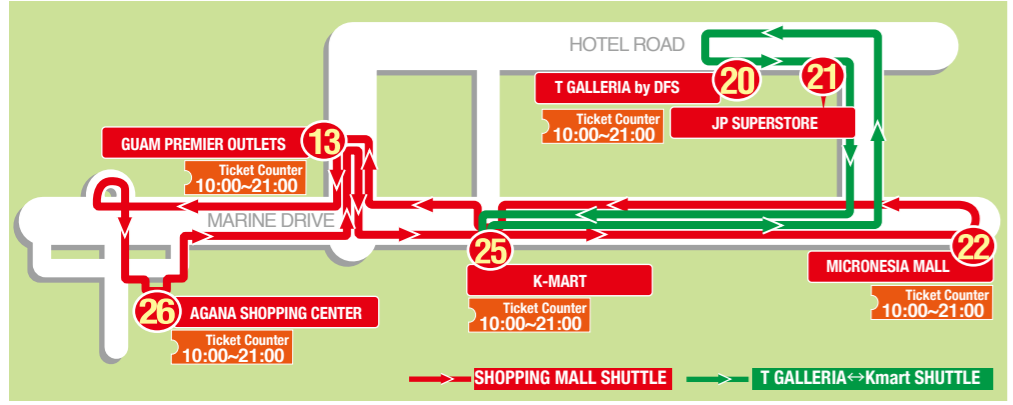 HOTEL ROAD
20
T GALLERIA by DFS
Ticket Counter
10:00~21:00
21
JP SUPERSTORE
GUAM PREMIER OUTLETS
13
Ticket Counter
10:00~21:00
MARINE DRIVE
25
K-MART
Ticket Counter
10:00~21:00
22
MICRONESIA MALL
Ticket Counter
10:00~21:00
26
AGANA SHOPPING CENTER
Ticket Counter
10:00~21:00
SHOPPING MALL SHUTTLE
T GALLERIA↔Kmart SHUTTLE